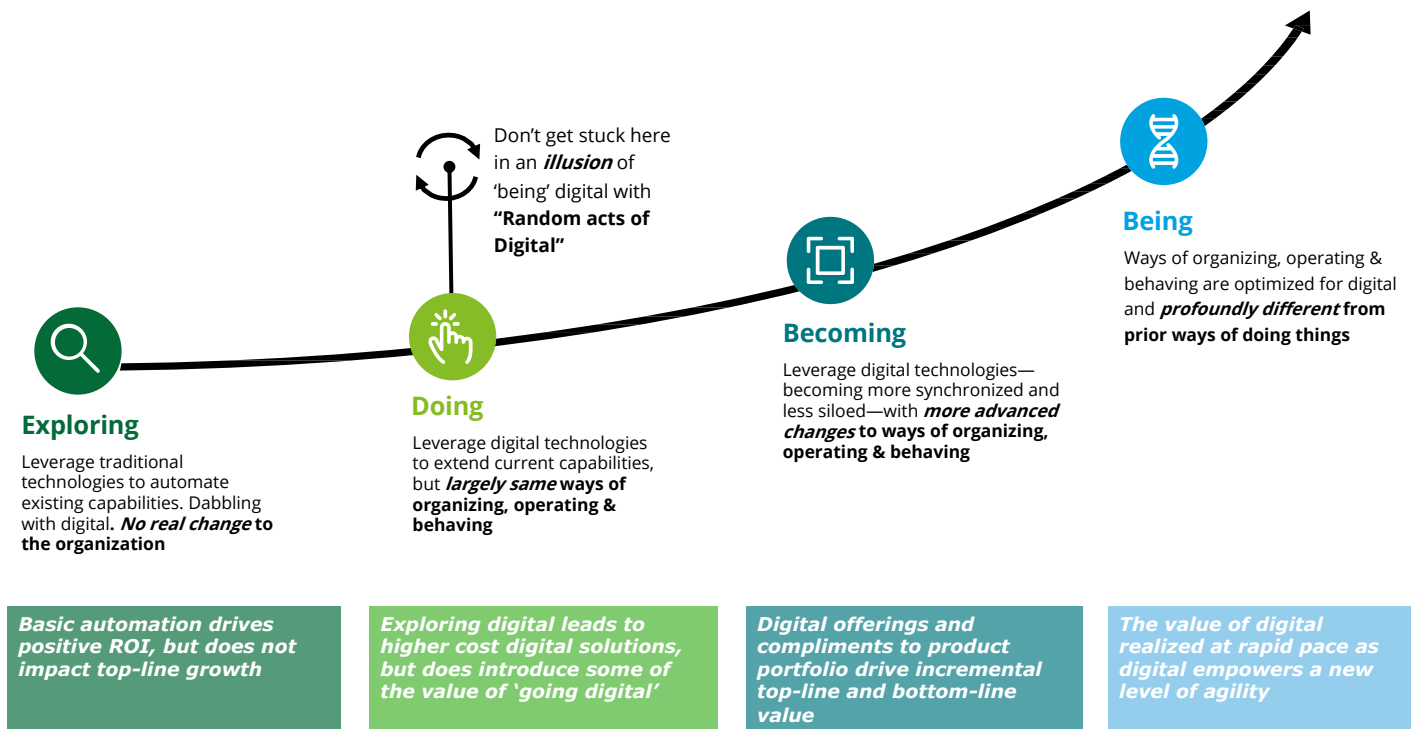 Don't get stuck here
in an illusion of
'being' digital with
“Random acts of
Digital”
Exploring
Leverage traditional
technologies to automate
existing capabilities. Dabbling
with digital. No real change to
the organization
Doing
Leverage digital technologies
to extend current capabilities,
but largely same ways of
organizing, operating &
behaving
Becoming
Leverage digital technologies—
becoming more synchronized and
less siloed—with more advanced
changes to ways of organizing,
operating & behaving
Being
Ways of organizing, operating &
behaving are optimized for digital
and profoundly different from
prior ways of doing things
Basic automation drives
positive ROI, but does not
impact top-line growth
Exploring digital leads to
higher cost digital solutions,
but does introduce some of
the value of ‘going digital’
Digital offerings and
compliments to product
portfolio drive incremental
top-line and bottom-line
value
The value of digital
realized at rapid pace as
digital empowers a new
level of agility